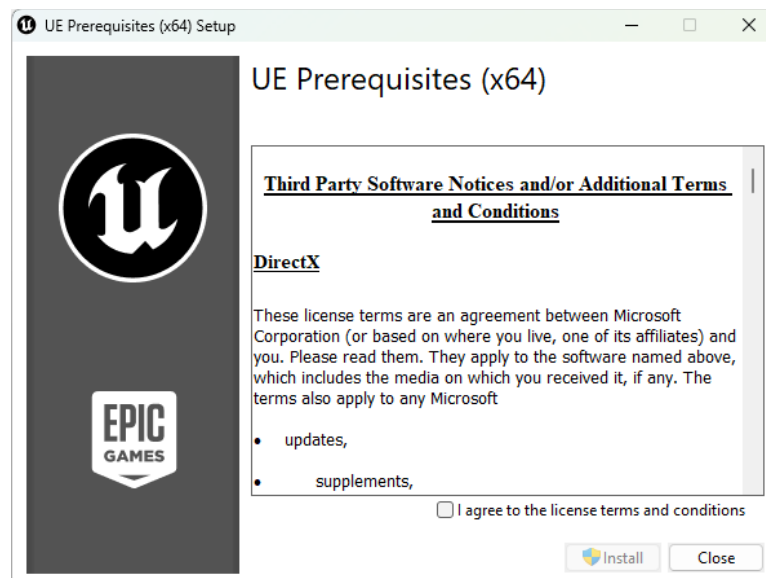 UE Prerequisites (x64) Setup
UE Prerequisites (x64)
Third Party Software Notices and/or Additional Terms
and Conditions
DirectX
These license terms are an agreement between Microsoft
Corporation (or based on where you live, one of its affiliates) and
you. Please read them. They apply to the software named above,
which includes the media on which you received it, if any. The
terms also apply to any Microsoft
• updates,
• supplements,
EPIC
GAMES
I agree to the license terms and conditions
Install
Close